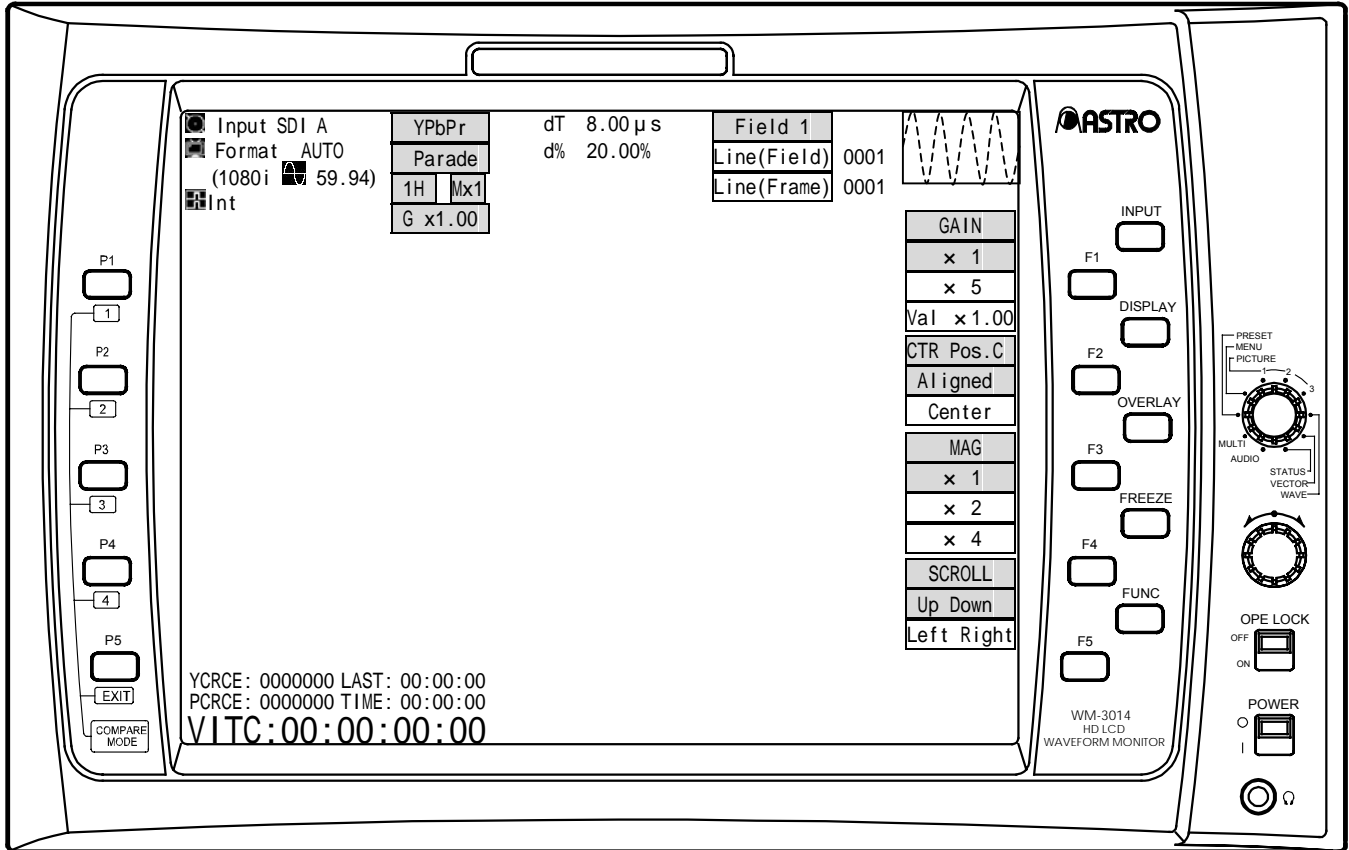 Input SDI A
Format AUTO
(1080i 59.94)
Int
YPbPr
Parade
1H Mx1
G x1.00
dT 8.00μs
d% 20.00%
Field 1
Line(Field) 0001
Line(Frame) 0001
GAIN
× 1
× 5
Val ×1.00
CTR Pos.C
Aligned
Center
MAG
× 1
× 2
× 4
SCROLL
Up Down
Left Right
YCRCE: 0000000 LAST: 00:00:00
PCRCE: 0000000 TIME: 00:00:00
VITC:00:00:00:00
P1
1
P2
2
P3
3
P4
4
P5
EXIT
COMPARE
MODE
ASTRO
INPUT
F1
DISPLAY
F2
OVERLAY
F3
FREEZE
F4
FUNC
F5
WM-3014
HD LCD
WAVEFORM MONITOR
PRESET
MENU
PICTURE
1 2 3
MULTI
AUDIO
STATUS
VECTOR
WAVE
OPE LOCK
OFF
ON
POWER